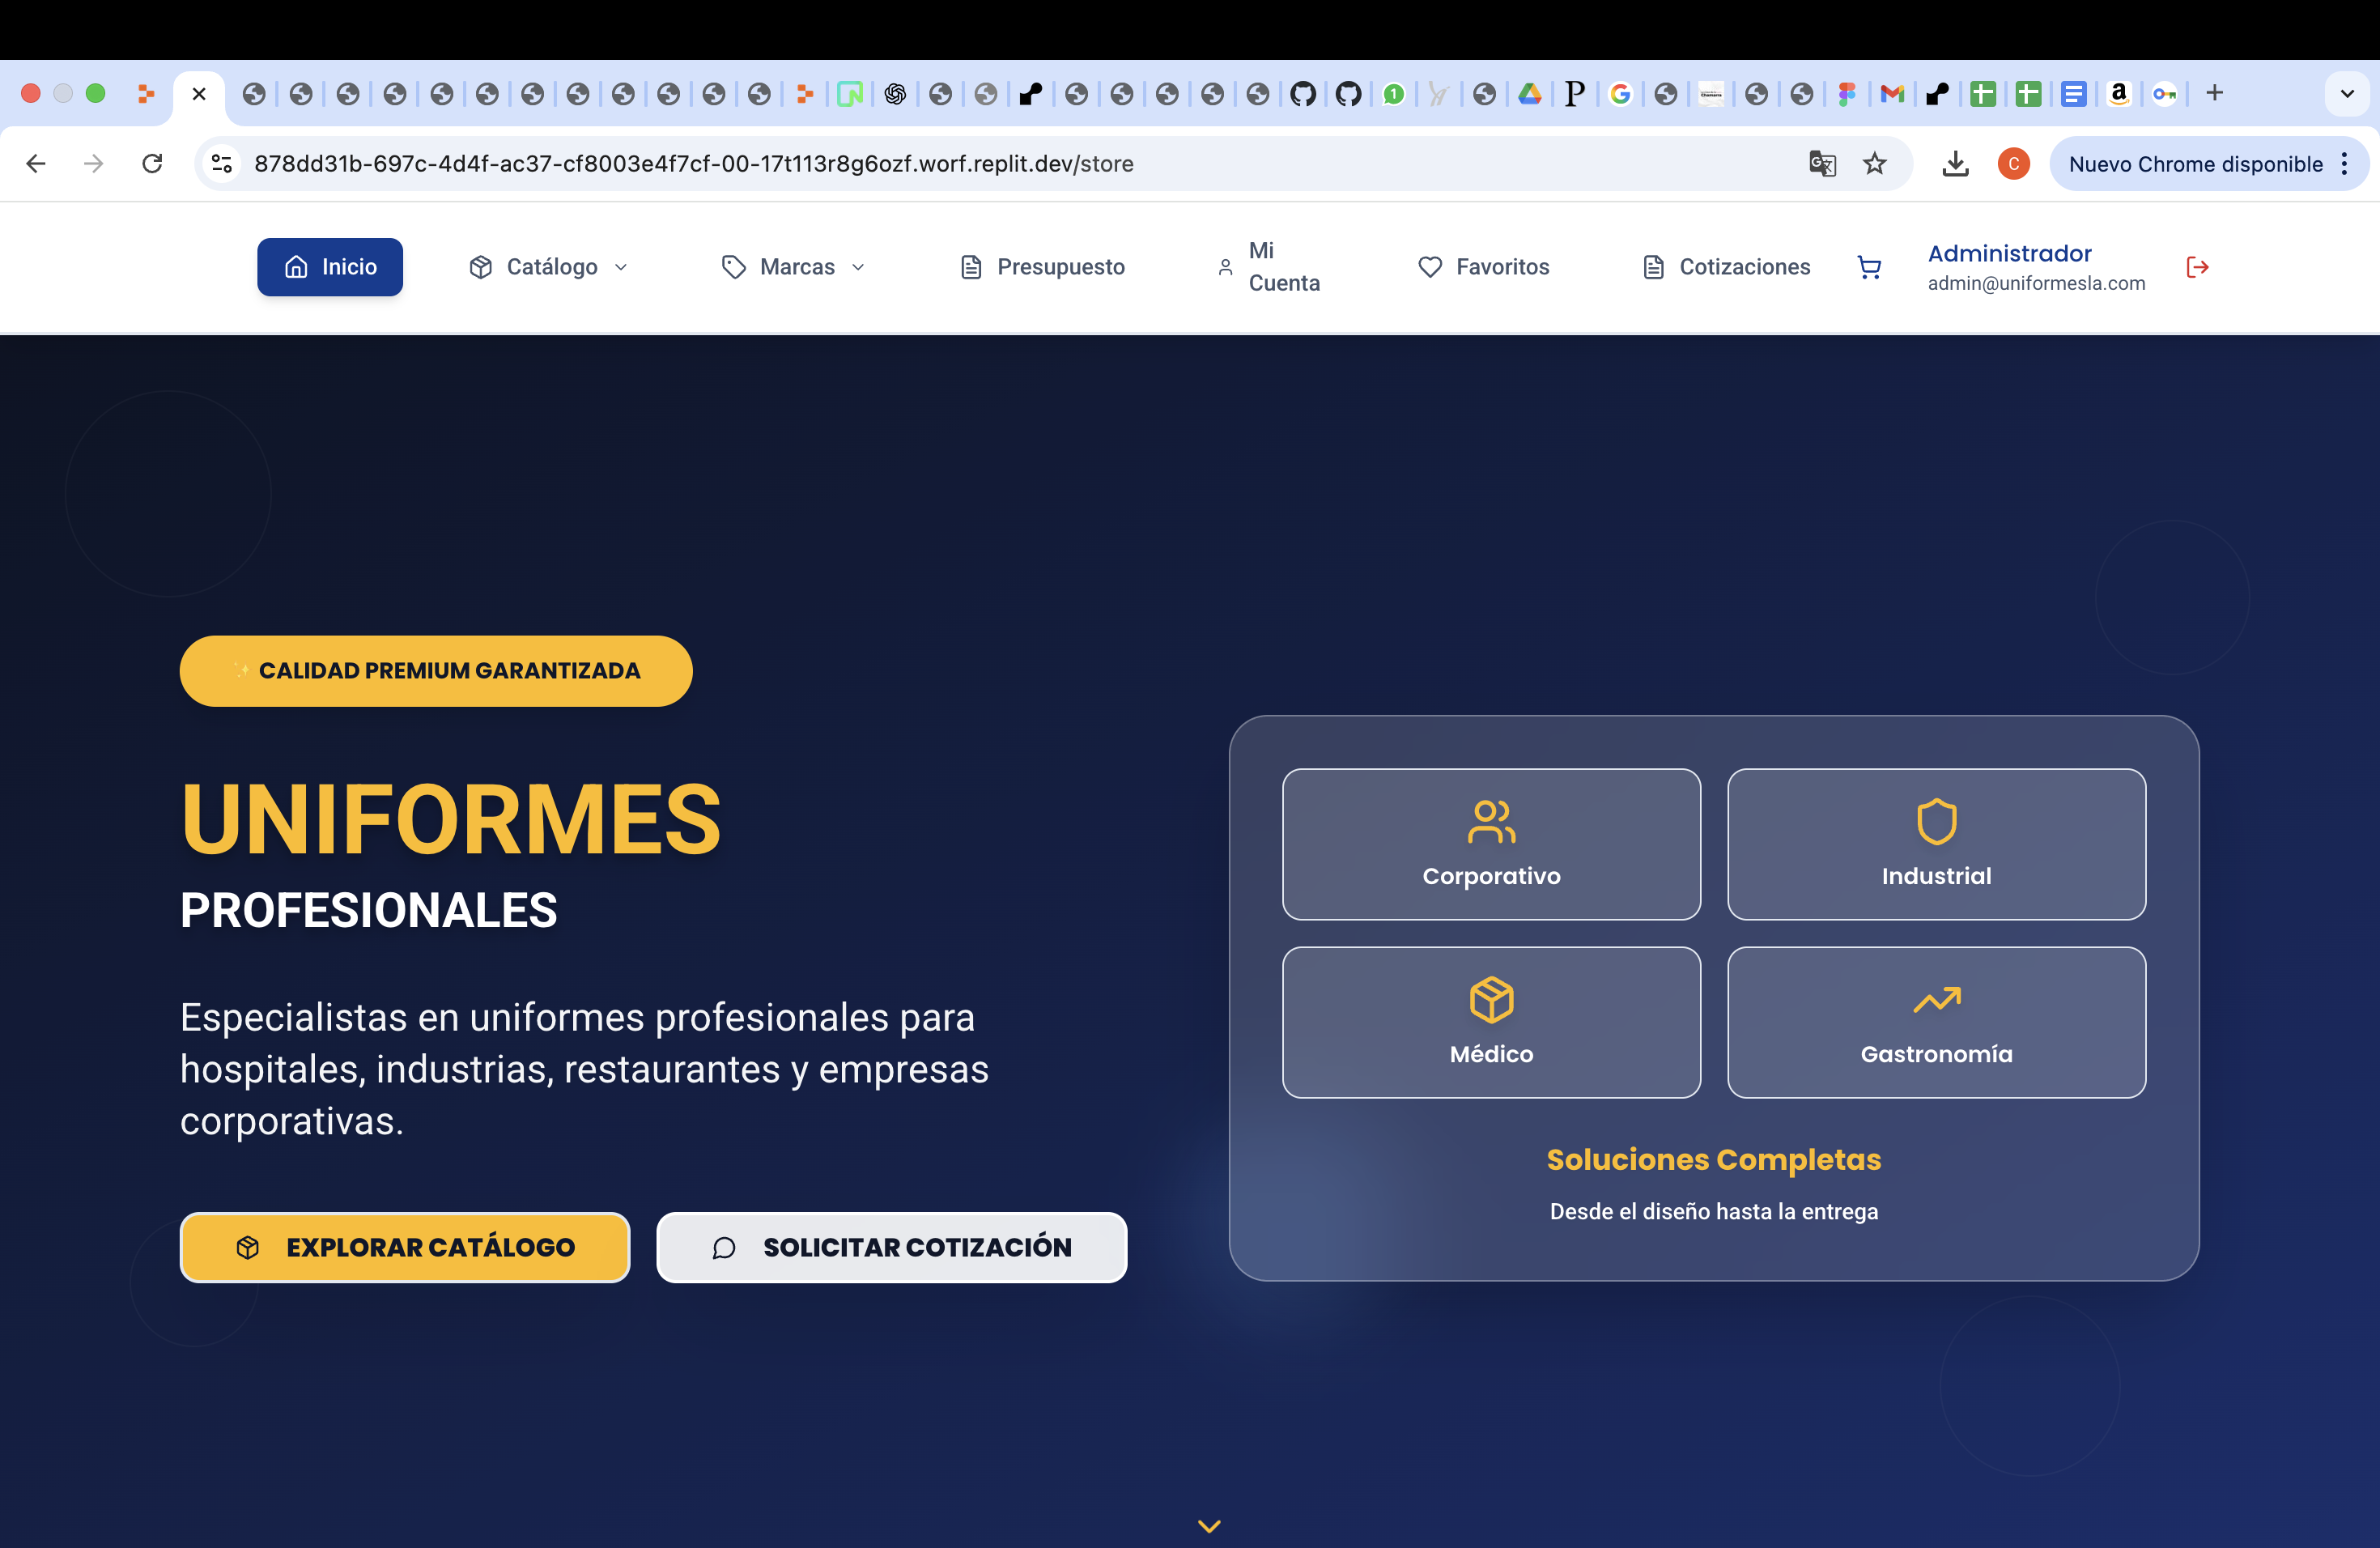 878dd31b-697c-4d4f-ac37-cf8003e4f7cf-00-17t113r8g6ozf.worf.replit.dev/store
C
Nuevo Chrome disponible
Inicio
Catálogo
Marcas
Presupuesto
Mi
Cuenta
Favoritos
Cotizaciones
Administrador
admin@uniformesla.com
CALIDAD PREMIUM GARANTIZADA
UNIFORMES
PROFESIONALES
Especialistas en uniformes profesionales para
hospitales, industrias, restaurantes y empresas
corporativas.
EXPLORAR CATÁLOGO
SOLICITAR COTIZACIÓN
Corporativo
Industrial
Médico
Gastronomía
Soluciones Completas
Desde el diseño hasta la entrega